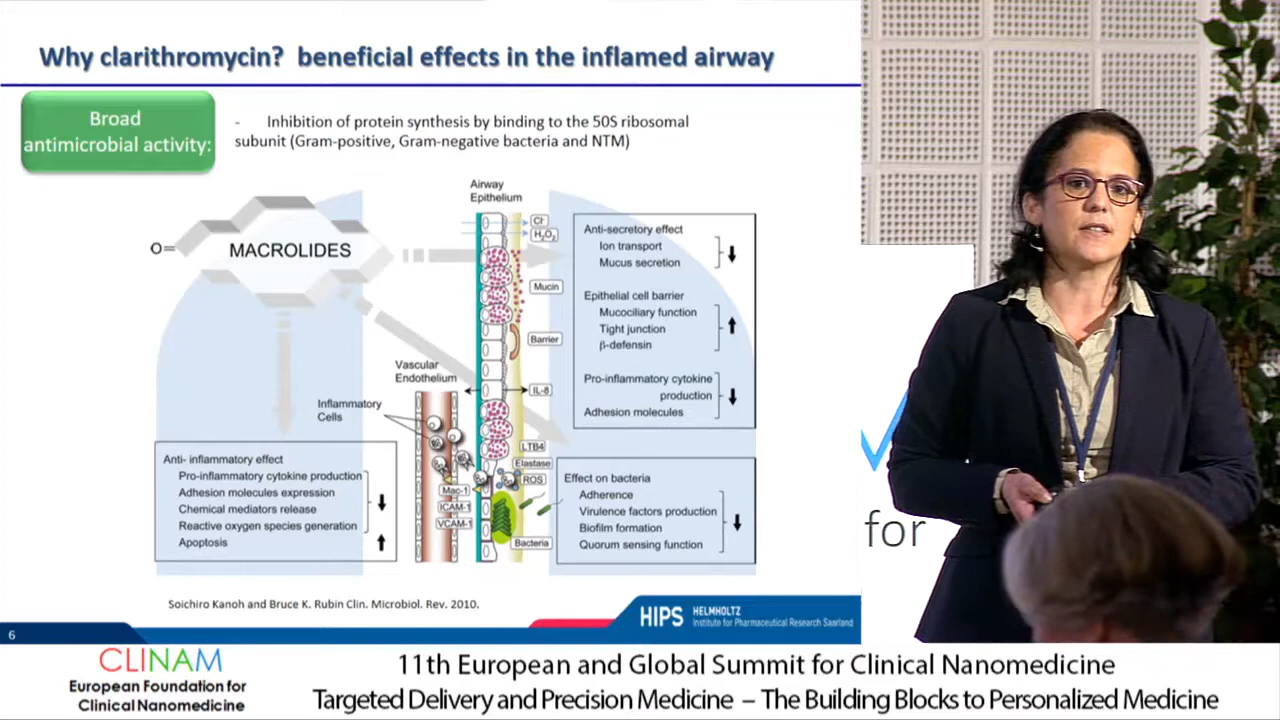 Why clarithromycin? beneficial effects in the inflamed airway
Broad
antimicrobial activity:
- Inhibition of protein synthesis by binding to the 50S ribosomal
subunit (Gram-positive, Gram-negative bacteria and NTM)
O=
MACROLIDES
Airway
Epithelium
Cl-
H₂O₂
Mucin
Barrier
IL-8
LTB4
Elastase
ROS
Bacteria
Vascular
Endothelium
Inflammatory
Cells
Mac-1
ICAM-1
VCAM-1
Anti-secretory effect
Ion transport
Mucus secretion
Epithelial cell barrier
Mucociliary function
Tight junction
β-defensin
Pro-inflammatory cytokine
production
Adhesion molecules
Anti- inflammatory effect
Pro-inflammatory cytokine production
Adhesion molecules expression
Chemical mediators release
Reactive oxygen species generation
Apoptosis
Effect on bacteria
Adherence
Virulence factors production
Biofilm formation
Quorum sensing function
Soichiro Kanoh and Bruce K. Rubin Clin. Microbiol. Rev. 2010.
6
HIPS
HELMHOLTZ
Institute for Pharmaceutical Research Saarland
for
CLINAM
European Foundation for
Clinical Nanomedicine
11th European and Global Summit for Clinical Nanomedicine
Targeted Delivery and Precision Medicine – The Building Blocks to Personalized Medicine